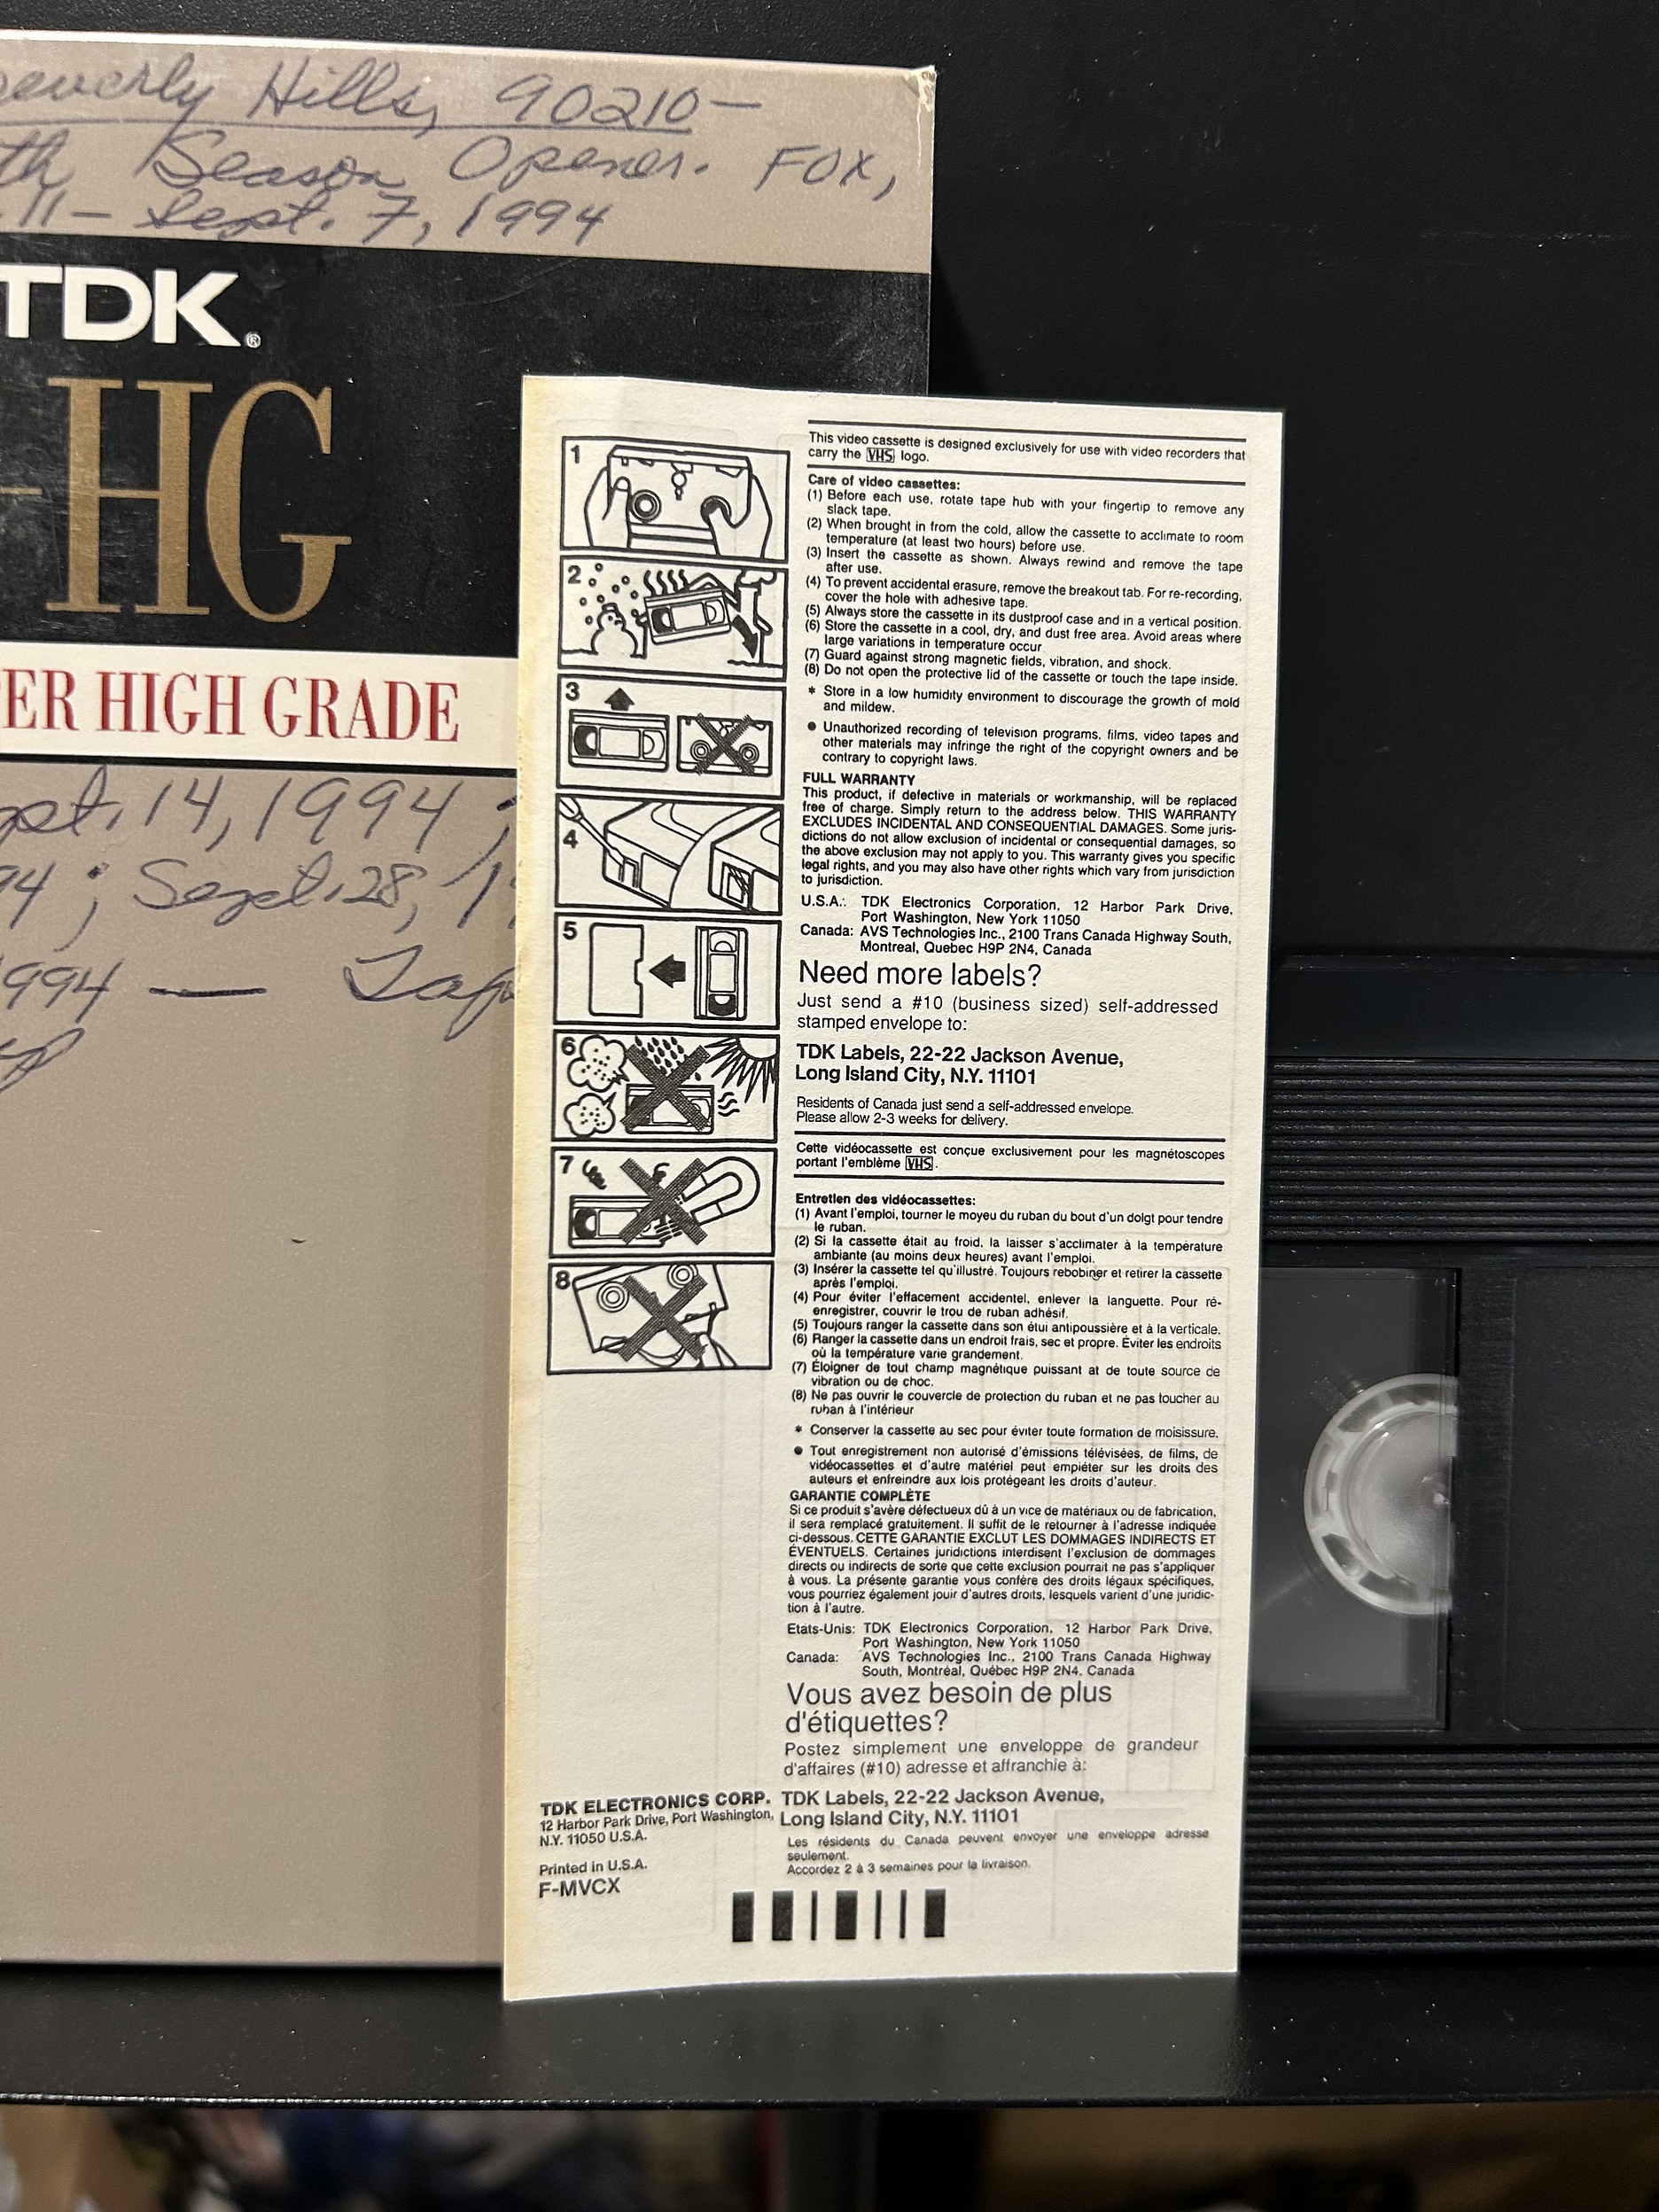 Beverly Hills, 90210-
th Season Opener. FOX,
11- Sept. 7, 1994
TDK®
-HG
PER HIGH GRADE
Sept. 14, 1994;
94; Sept. 28, 1
1994 —
1
2
3
4
5
6
7
8
This video cassette is designed exclusively for use with video recorders that
carry the VHS logo.
Care of video cassettes:
(1) Before each use, rotate tape hub with your fingertip to remove any
slack tape.
(2) When brought in from the cold, allow the cassette to acclimate to room
temperature (at least two hours) before use.
(3) Insert the cassette as shown. Always rewind and remove the tape
after use.
(4) To prevent accidental erasure, remove the breakout tab. For re-recording,
cover the hole with adhesive tape.
(5) Always store the cassette in its dustproof case and in a vertical position.
(6) Store the cassette in a cool, dry, and dust free area. Avoid areas where
large variations in temperature occur
(7) Guard against strong magnetic fields, vibration, and shock.
(8) Do not open the protective lid of the cassette or touch the tape inside.
* Store in a low humidity environment to discourage the growth of mold
and mildew.
● Unauthorized recording of television programs, films, video tapes and
other materials may infringe the right of the copyright owners and be
contrary to copyright laws.
FULL WARRANTY
This product, if defective in materials or workmanship, will be replaced
free of charge. Simply return to the address below. THIS WARRANTY
EXCLUDES INCIDENTAL AND CONSEQUENTIAL DAMAGES. Some juris-
dictions do not allow exclusion of incidental or consequential damages, so
the above exclusion may not apply to you. This warranty gives you specific
legal rights, and you may also have other rights which vary from jurisdiction
to jurisdiction.
U.S.A.: TDK Electronics Corporation, 12 Harbor Park Drive,
Port Washington, New York 11050
Canada: AVS Technologies Inc., 2100 Trans Canada Highway South,
Montreal, Quebec H9P 2N4, Canada
Need more labels?
Just send a #10 (business sized) self-addressed
stamped envelope to:
TDK Labels, 22-22 Jackson Avenue,
Long Island City, N.Y. 11101
Residents of Canada just send a self-addressed envelope.
Please allow 2-3 weeks for delivery.
Cette vidéocassette est conçue exclusivement pour les magnétoscopes
portant l'emblème VHS.
Entretien des vidéocassettes:
(1) Avant l'emploi, tourner le moyeu du ruban du bout d'un doigt pour tendre
le ruban.
(2) Si la cassette était au froid, la laisser s'acclimater à la température
ambiante (au moins deux heures) avant l'emploi.
(3) Insérer la cassette tel qu'illustré. Toujours rebobiner et retirer la cassette
après l'emploi.
(4) Pour éviter l'effacement accidentel, enlever la languette. Pour ré-
enregistrer, couvrir le trou de ruban adhésif.
(5) Toujours ranger la cassette dans son étui antipoussière et à la verticale.
(6) Ranger la cassette dans un endroit frais, sec et propre. Éviter les endroits
où la température varie grandement.
(7) Éloigner de tout champ magnétique puissant at de toute source de
vibration ou de choc.
(8) Ne pas ouvrir le couvercle de protection du ruban et ne pas toucher au
ruban à l'intérieur
* Conserver la cassette au sec pour éviter toute formation de moisissure.
● Tout enregistrement non autorisé d'émissions télévisées, de films, de
vidéocassettes et d'autre matériel peut empiéter sur les droits des
auteurs et enfreindre aux lois protégeant les droits d'auteur.
GARANTIE COMPLÈTE
Si ce produit s'avère défectueux dû à un vice de matériaux ou de fabrication,
il sera remplacé gratuitement. Il suffit de le retourner à l'adresse indiquée
ci-dessous. CETTE GARANTIE EXCLUT LES DOMMAGES INDIRECTS ET
ÉVENTUELS. Certaines juridictions interdisent l'exclusion de dommages
directs ou indirects de sorte que cette exclusion pourrait ne pas s'appliquer
à vous. La présente garantie vous confère des droits légaux spécifiques,
vous pourriez également jouir d'autres droits, lesquels varient d'une juridic-
tion à l'autre.
Etats-Unis: TDK Electronics Corporation, 12 Harbor Park Drive,
Port Washington, New York 11050
Canada: AVS Technologies Inc., 2100 Trans Canada Highway
South, Montréal, Québec H9P 2N4, Canada
Vous avez besoin de plus
d'étiquettes?
Postez simplement une enveloppe de grandeur
d'affaires (#10) adresse et affranchie à:
TDK Labels, 22-22 Jackson Avenue,
Long Island City, N.Y. 11101
Les résidents du Canada peuvent envoyer une enveloppe adresse
seulement.
Accordez 2 à 3 semaines pour la livraison.
TDK ELECTRONICS CORP.
12 Harbor Park Drive, Port Washington,
N.Y. 11050 U.S.A.
Printed in U.S.A.
F-MVCX